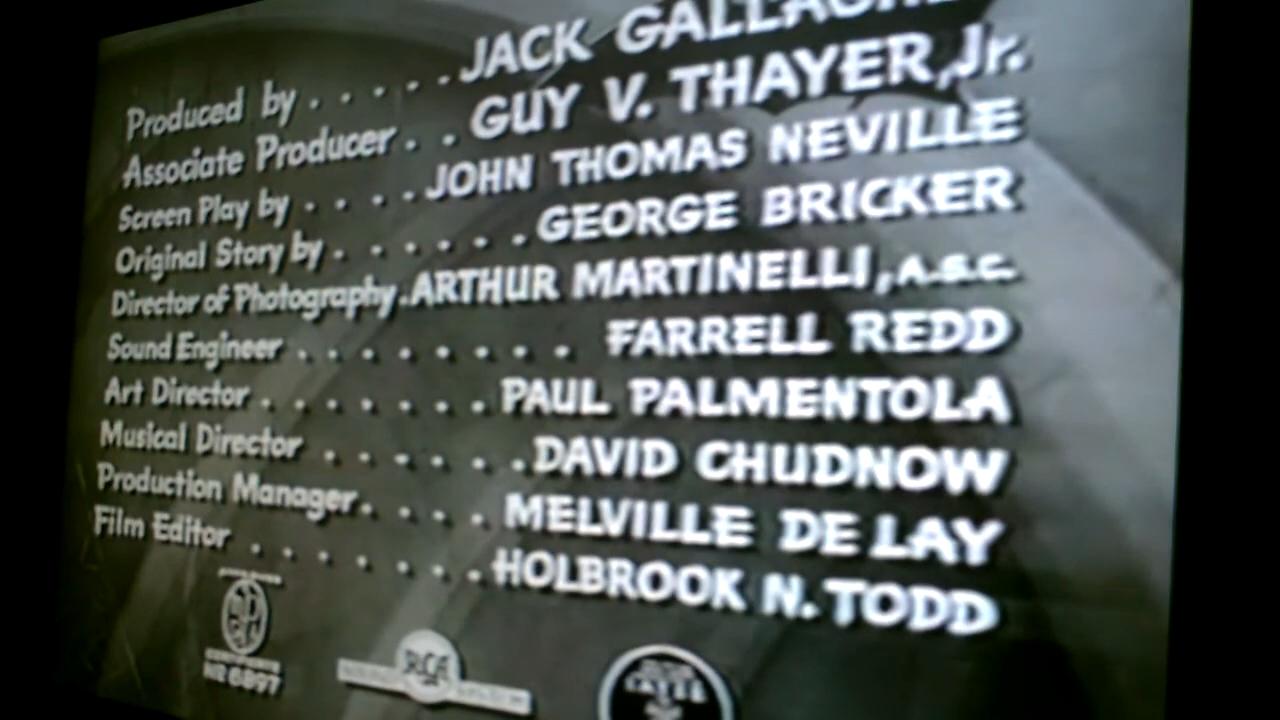 Produced by . . . . . JACK
Associate Producer . . GUY V. THAYER, Jr.
Screen Play by . . . . JOHN THOMAS NEVILLE
Original Story by . . . . . . GEORGE BRICKER
Director of Photography . ARTHUR MARTINELLI, A.S.C.
Sound Engineer . . . . . . . . FARRELL REDD
Art Director . . . . . . . PAUL PALMENTOLA
Musical Director . . . . . . DAVID CHUDNOW
Production Manager . . . . MELVILLE DE LAY
Film Editor . . . . . . . HOLBROOK N. TODD
RCA